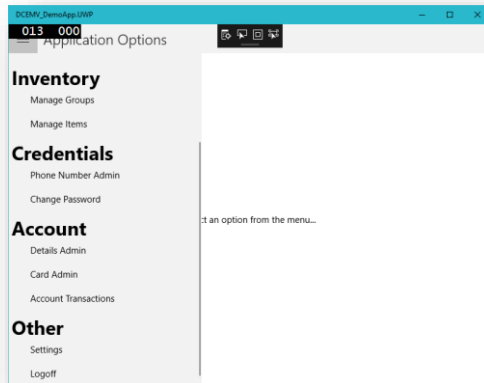 DCEMV_DemoApp.UWP
013 000
Application Options
Inventory
Manage Groups
Manage Items
Credentials
Phone Number Admin
Change Password
ct an option from the menu...
Account
Details Admin
Card Admin
Account Transactions
Other
Settings
Logoff